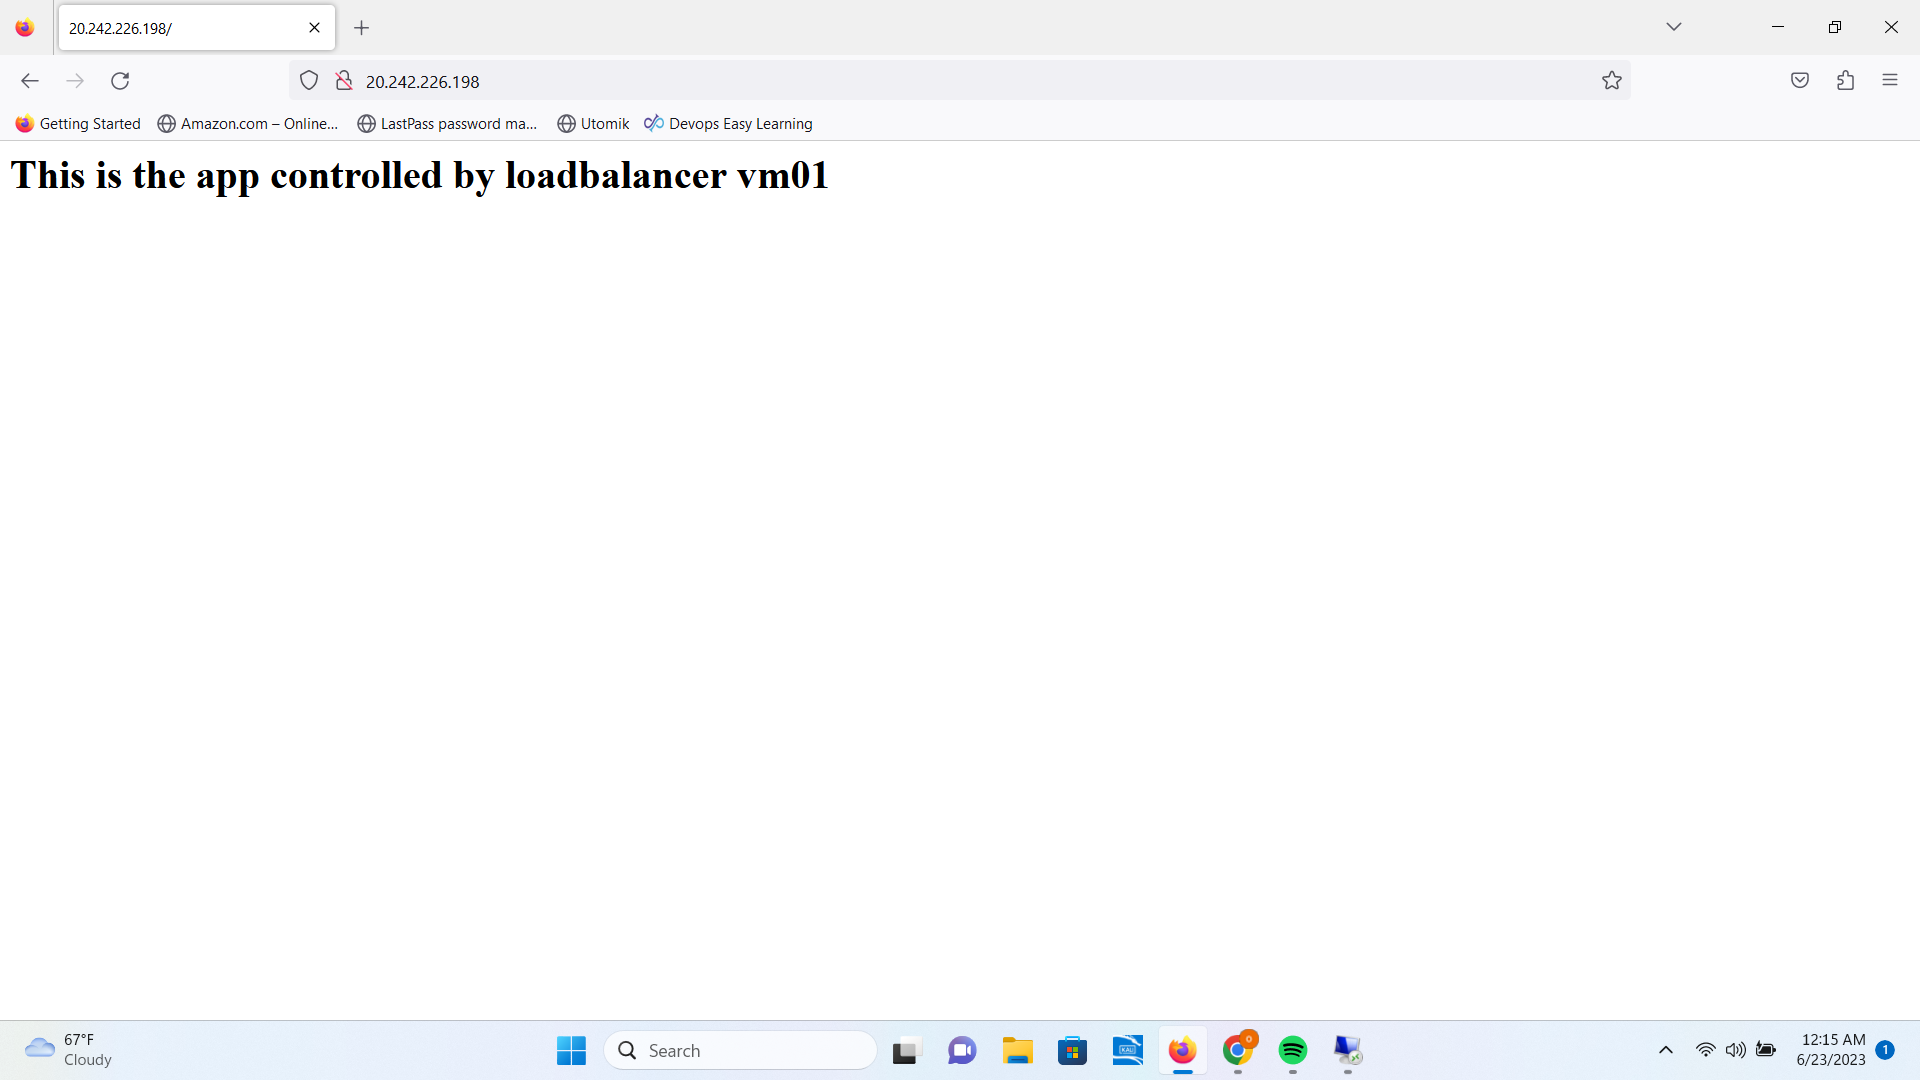 20.242.226.198/
20.242.226.198
Getting Started Amazon.com – Online... LastPass password ma... Utomik Devops Easy Learning
This is the app controlled by loadbalancer vm01
67°F
Cloudy
Search
KALI
0
12:15 AM
6/23/2023
1